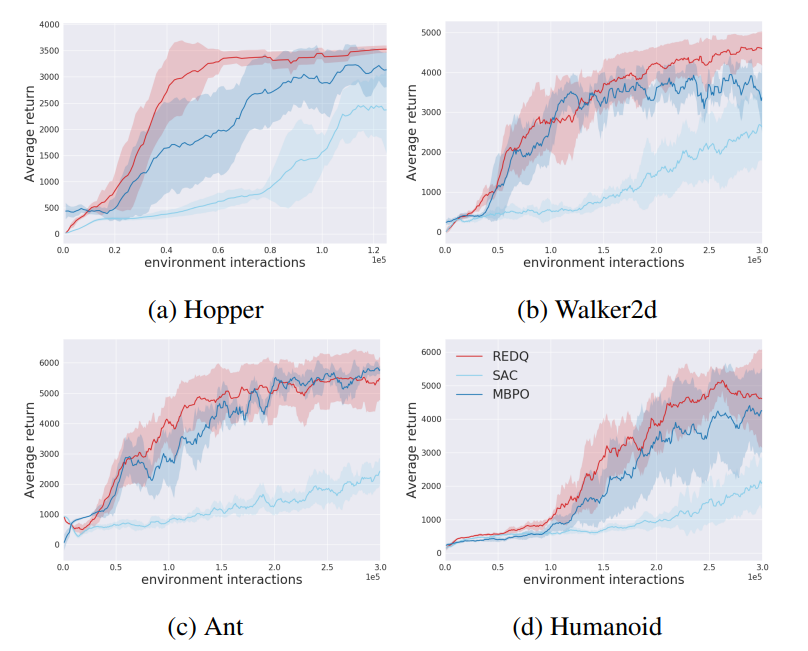 4000
3500
3000
2500
2000
1500
1000
500
0
Average return
0.0 0.2 0.4 0.6 0.8 1.0 1.2
1e5
environment interactions
(a) Hopper
5000
4000
3000
2000
1000
0
Average return
0.0 0.5 1.0 1.5 2.0 2.5 3.0
1e5
environment interactions
(b) Walker2d
6000
5000
4000
3000
2000
1000
0
Average return
0.0 0.5 1.0 1.5 2.0 2.5 3.0
1e5
environment interactions
(c) Ant
REDQ
SAC
MBPO
6000
5000
4000
3000
2000
1000
0
Average return
0.0 0.5 1.0 1.5 2.0 2.5 3.0
1e5
environment interactions
(d) Humanoid